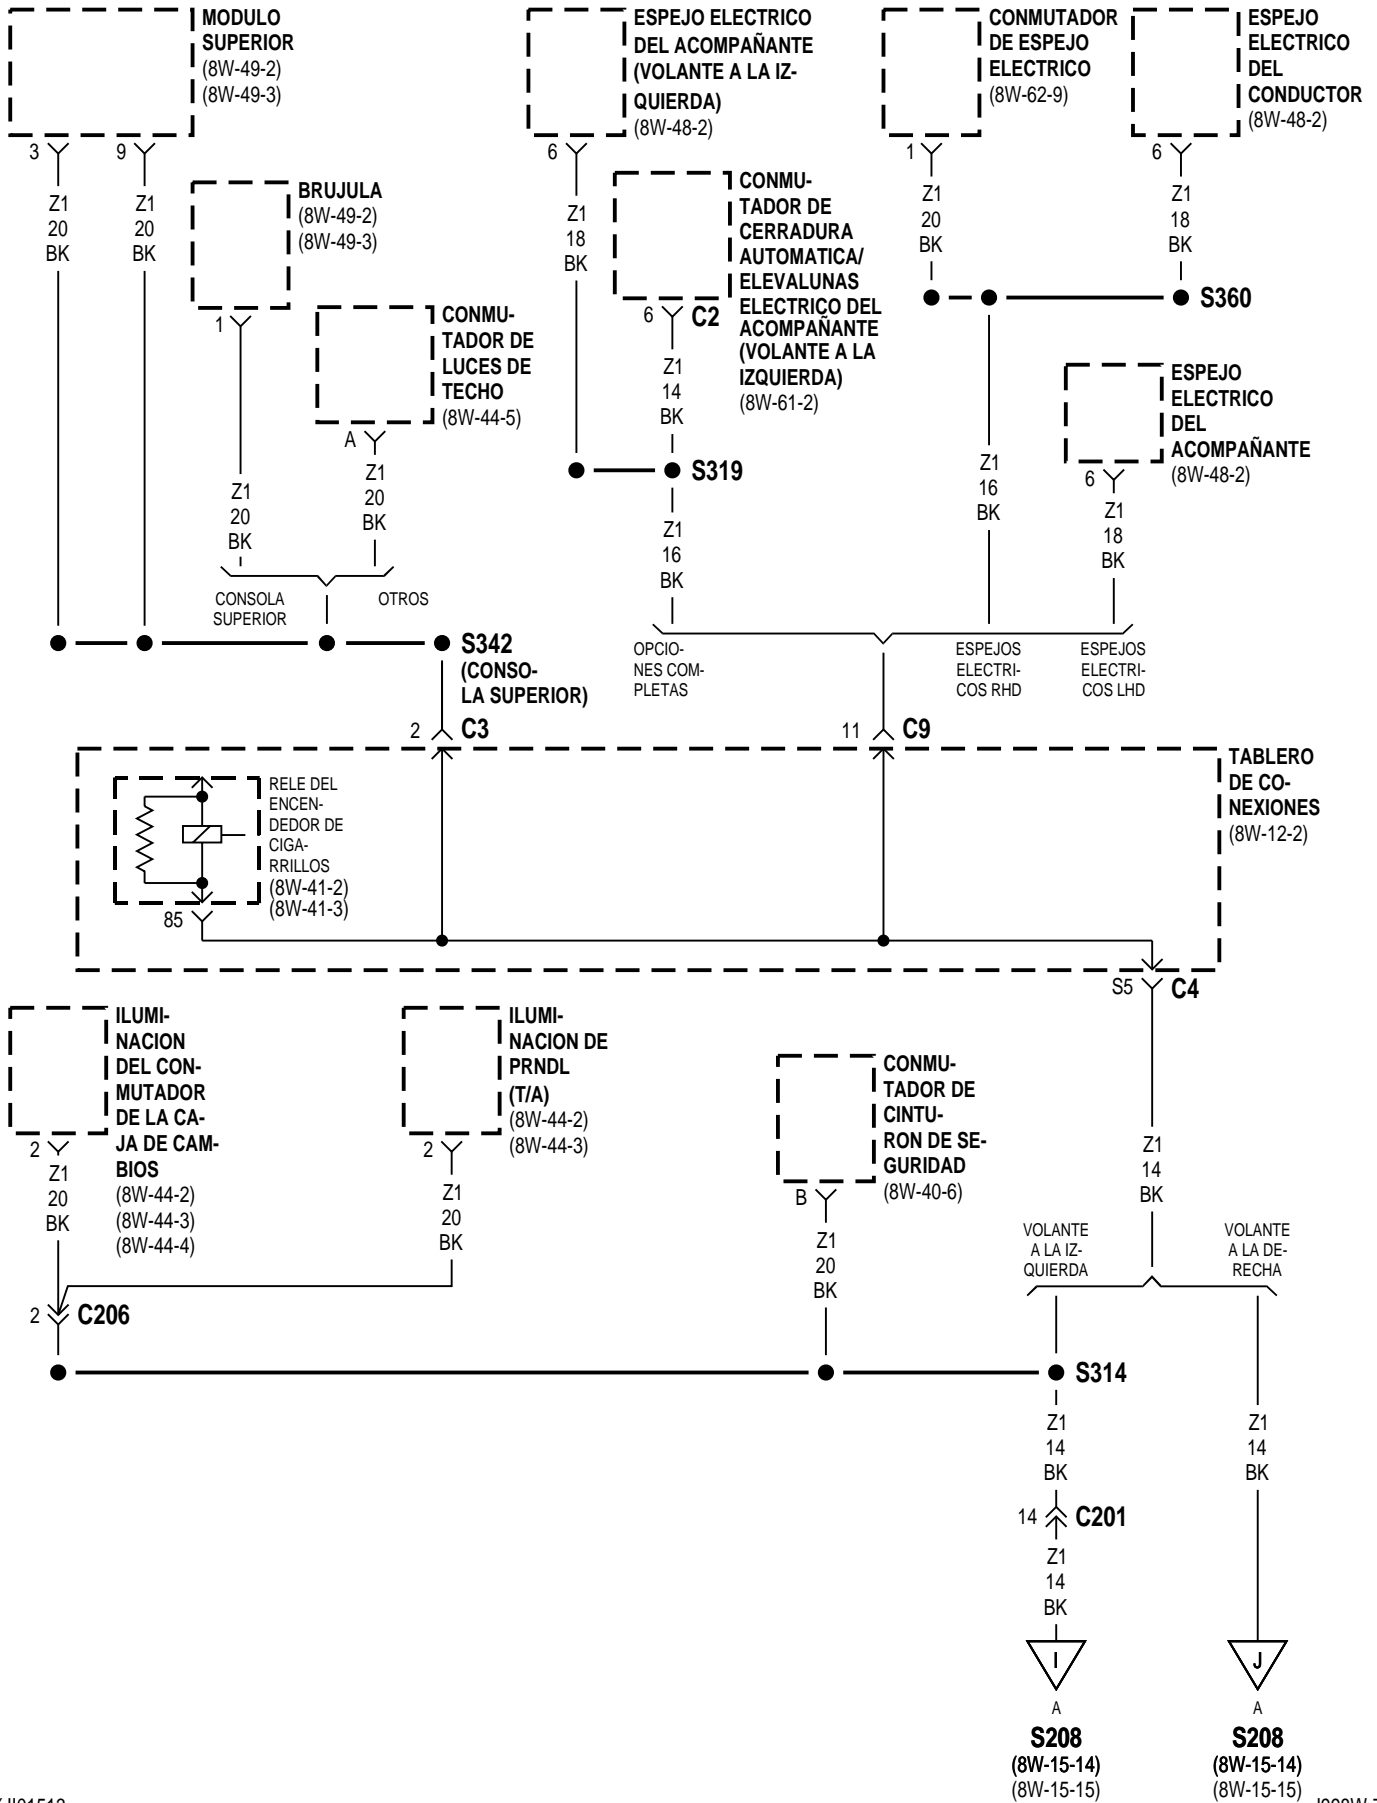 MODULO
SUPERIOR
(8W-49-2)
(8W-49-3)
3
9
Z1
20
BK
Z1
20
BK
BRUJULA
(8W-49-2)
(8W-49-3)
1
Z1
20
BK
CONMU-
TADOR DE
LUCES DE
TECHO
(8W-44-5)
A
Z1
20
BK
CONSOLA
SUPERIOR
OTROS
S342
(CONSO-
LA SUPERIOR)
2
C3
ESPEJO ELECTRICO
DEL ACOMPAÑANTE
(VOLANTE A LA IZ-
QUIERDA)
(8W-48-2)
6
Z1
18
BK
CONMU-
TADOR DE
CERRADURA
AUTOMATICA/
ELEVALUNAS
ELECTRICO DEL
ACOMPAÑANTE
(VOLANTE A LA
IZQUIERDA)
(8W-61-2)
6
C2
Z1
14
BK
S319
Z1
16
BK
CONMUTADOR
DE ESPEJO
ELECTRICO
(8W-62-9)
1
Z1
20
BK
ESPEJO
ELECTRICO
DEL
CONDUCTOR
(8W-48-2)
6
Z1
18
BK
S360
Z1
16
BK
ESPEJO
ELECTRICO
DEL
ACOMPAÑANTE
(8W-48-2)
6
Z1
18
BK
OPCIO-
NES COM-
PLETAS
ESPEJOS
ELECTRI-
COS RHD
ESPEJOS
ELECTRI-
COS LHD
11
C9
TABLERO
DE CO-
NEXIONES
(8W-12-2)
RELE DEL
ENCEN-
DEDOR DE
CIGA-
RRILLOS
(8W-41-2)
(8W-41-3)
85
S5
C4
ILUMI-
NACION
DEL CON-
MUTADOR
DE LA CA-
JA DE CAM-
BIOS
(8W-44-2)
(8W-44-3)
(8W-44-4)
2
Z1
20
BK
ILUMI-
NACION DE
PRNDL
(T/A)
(8W-44-2)
(8W-44-3)
2
Z1
20
BK
2
C206
CONMU-
TADOR DE
CINTU-
RON DE SE-
GURIDAD
(8W-40-6)
B
Z1
20
BK
Z1
14
BK
VOLANTE
A LA IZ-
QUIERDA
VOLANTE
A LA DE-
RECHA
S314
Z1
14
BK
Z1
14
BK
14
C201
Z1
14
BK
I
J
A
A
S208
(8W-15-14)
(8W-15-15)
S208
(8W-15-14)
(8W-15-15)